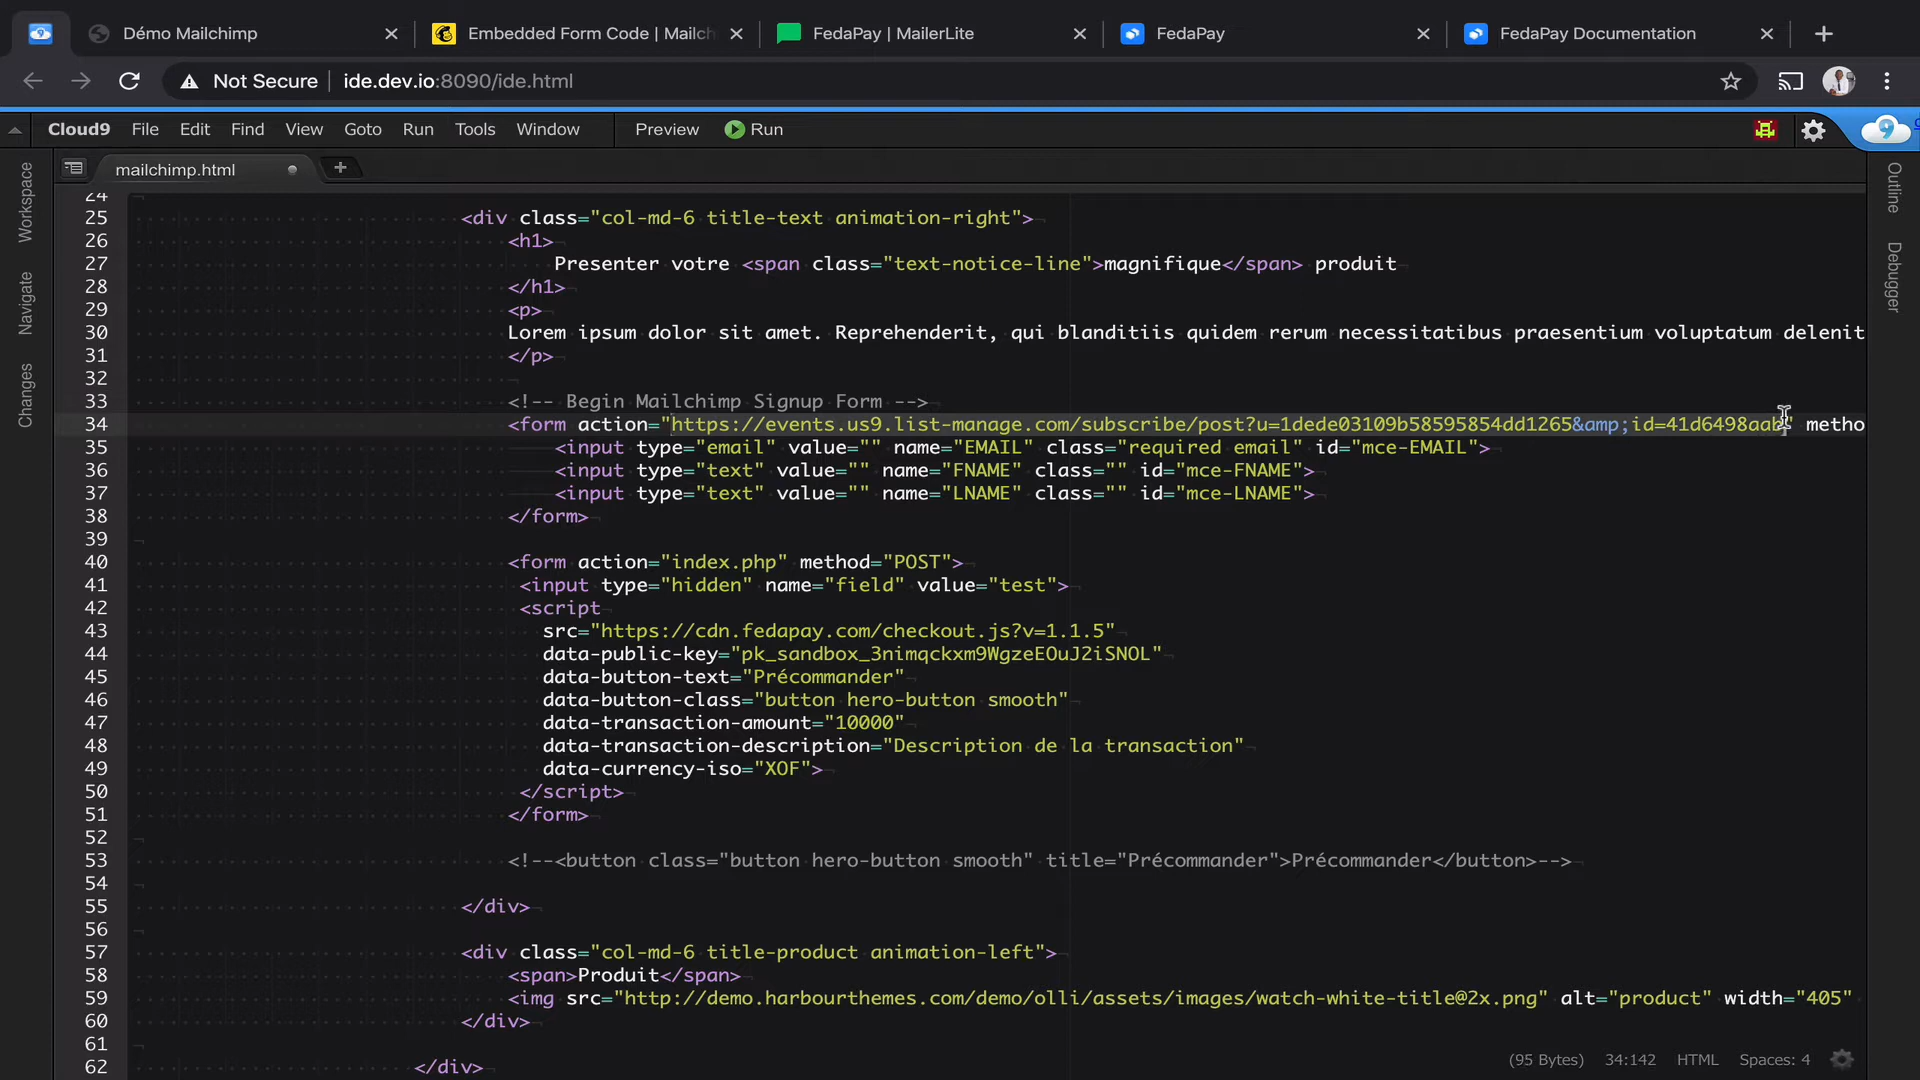 Démo Mailchimp
Embedded Form Code | Mailch
FedaPay | MailerLite
FedaPay
FedaPay Documentation
Not Secure | ide.dev.io:8090/ide.html
Cloud9 File Edit Find View Goto Run Tools Window Preview Run
9
Workspace
Navigate
Changes
Outline
Debugger
mailchimp.html
24
25 <div class="col-md-6 title-text animation-right">
26 <h1>
27 Presenter votre <span class="text-notice-line">magnifique</span> produit
28 </h1>
29 <p>
30 Lorem ipsum dolor sit amet. Reprehenderit, qui blanditiis quidem rerum necessitatibus praesentium voluptatum delenit
31 </p>
32
33 <!-- Begin Mailchimp Signup Form -->
34 <form action="https://events.us9.list-manage.com/subscribe/post?u=1dede03109b58595854dd1265&amp;id=41d6498aab" metho
35 <input type="email" value="" name="EMAIL" class="required email" id="mce-EMAIL">
36 <input type="text" value="" name="FNAME" class="" id="mce-FNAME">
37 <input type="text" value="" name="LNAME" class="" id="mce-LNAME">
38 </form>
39
40 <form action="index.php" method="POST">
41 <input type="hidden" name="field" value="test">
42 <script
43 src="https://cdn.fedapay.com/checkout.js?v=1.1.5"
44 data-public-key="pk_sandbox_3nimqckxm9WgzeEOuJ2iSNOL"
45 data-button-text="Précommander"
46 data-button-class="button hero-button smooth"
47 data-transaction-amount="10000"
48 data-transaction-description="Description de la transaction"
49 data-currency-iso="XOF">
50 </script>
51 </form>
52
53 <!--<button class="button hero-button smooth" title="Précommander">Précommander</button>-->
54
55 </div>
56
57 <div class="col-md-6 title-product animation-left">
58 <span>Produit</span>
59 <img src="http://demo.harbourthemes.com/demo/olli/assets/images/watch-white-title@2x.png" alt="product" width="405"
60 </div>
61
62 </div>
(95 Bytes) 34:142 HTML Spaces: 4